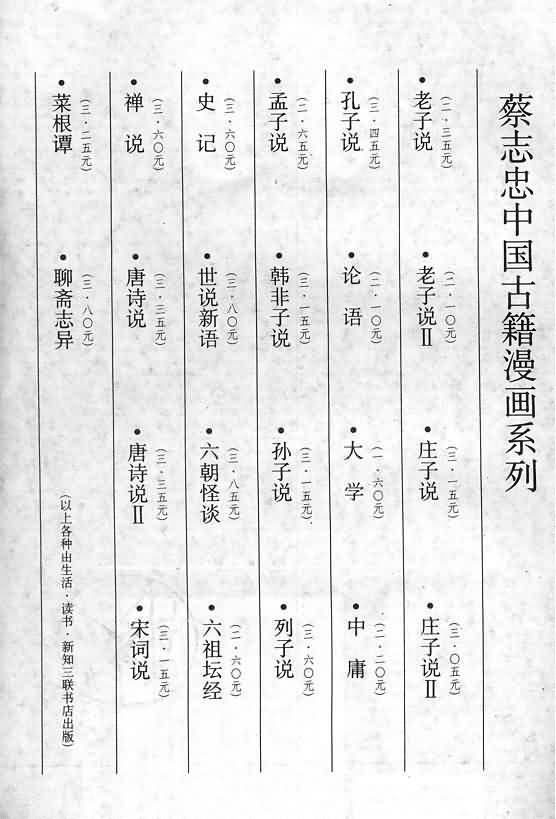 蔡志忠中国古籍漫画系列
•老子说(二·三五元)
•老子说Ⅱ(二·一〇元)
•庄子说(三·一五元)
•庄子说Ⅱ(三·〇五元)
•孔子说(三·四五元)
•论语(二·一〇元)
•大学(一·六〇元)
•中庸(二·二〇元)
•孟子说(二·六五元)
•韩非子说(三·一五元)
•孙子说(三·一五元)
•列子说(三·六〇元)
•史记(三·六〇元)
•世说新语(三·八〇元)
•六朝怪谈(三·八五元)
•六祖坛经(二·六〇元)
•禅说(三·六〇元)
•唐诗说(三·三五元)
•唐诗说Ⅱ(三·三五元)
•宋词说(三·一五元)
•菜根谭(三·二五元)
•聊斋志异(三·八〇元)
(以上各种由生活·读书·新知三联书店出版)